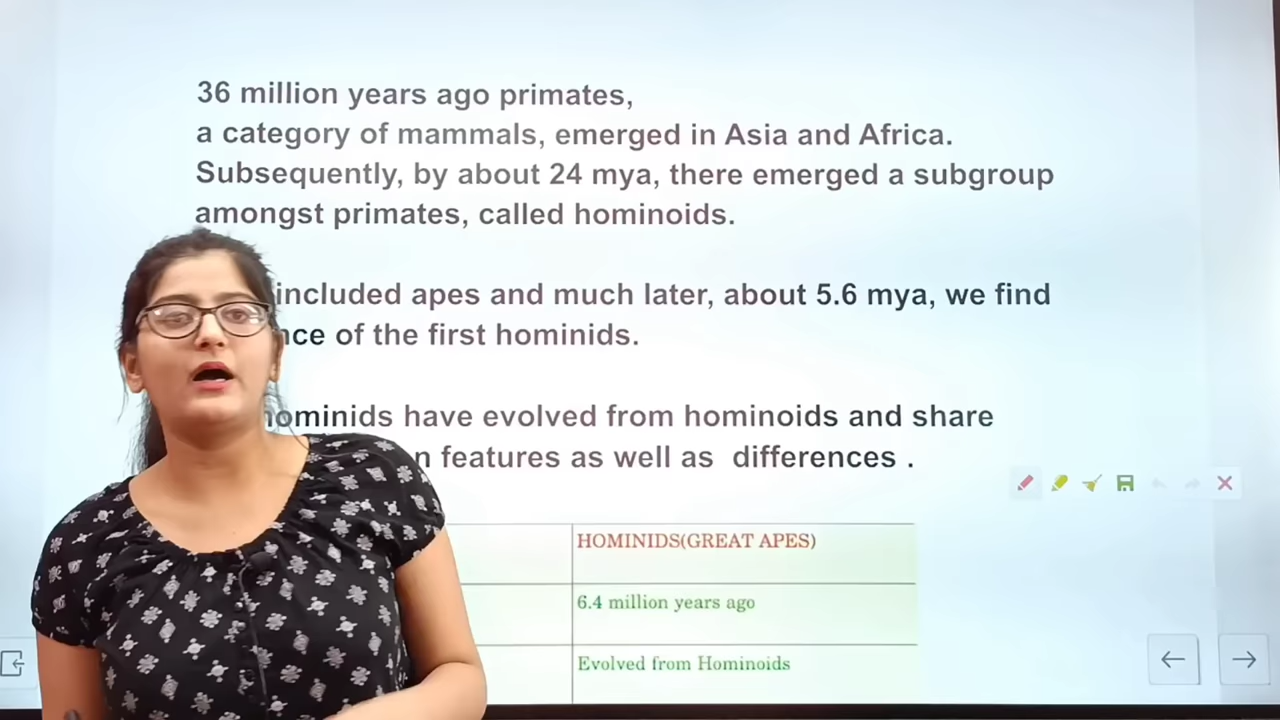 36 million years ago primates,
a category of mammals, emerged in Asia and Africa.
Subsequently, by about 24 mya, there emerged a subgroup
amongst primates, called hominoids.
included apes and much later, about 5.6 mya, we find
of the first hominids.
hominids have evolved from hominoids and share
features as well as differences .
HOMINIDS(GREAT APES)
6.4 million years ago
Evolved from Hominoids